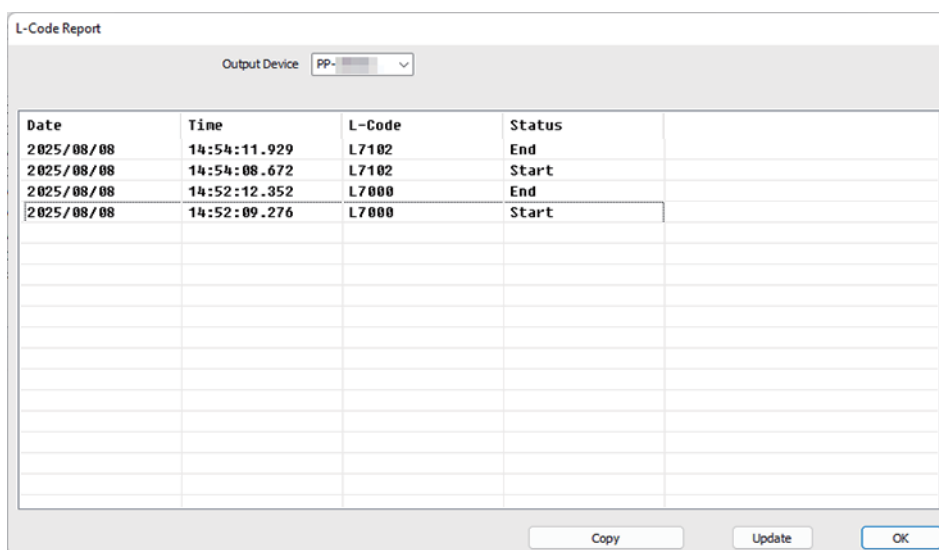 L-Code Report
Output Device PP-
Date Time L-Code Status
2025/08/08 14:54:11.929 L7102 End
2025/08/08 14:54:08.672 L7102 Start
2025/08/08 14:52:12.352 L7000 End
2025/08/08 14:52:09.276 L7000 Start
Copy Update OK